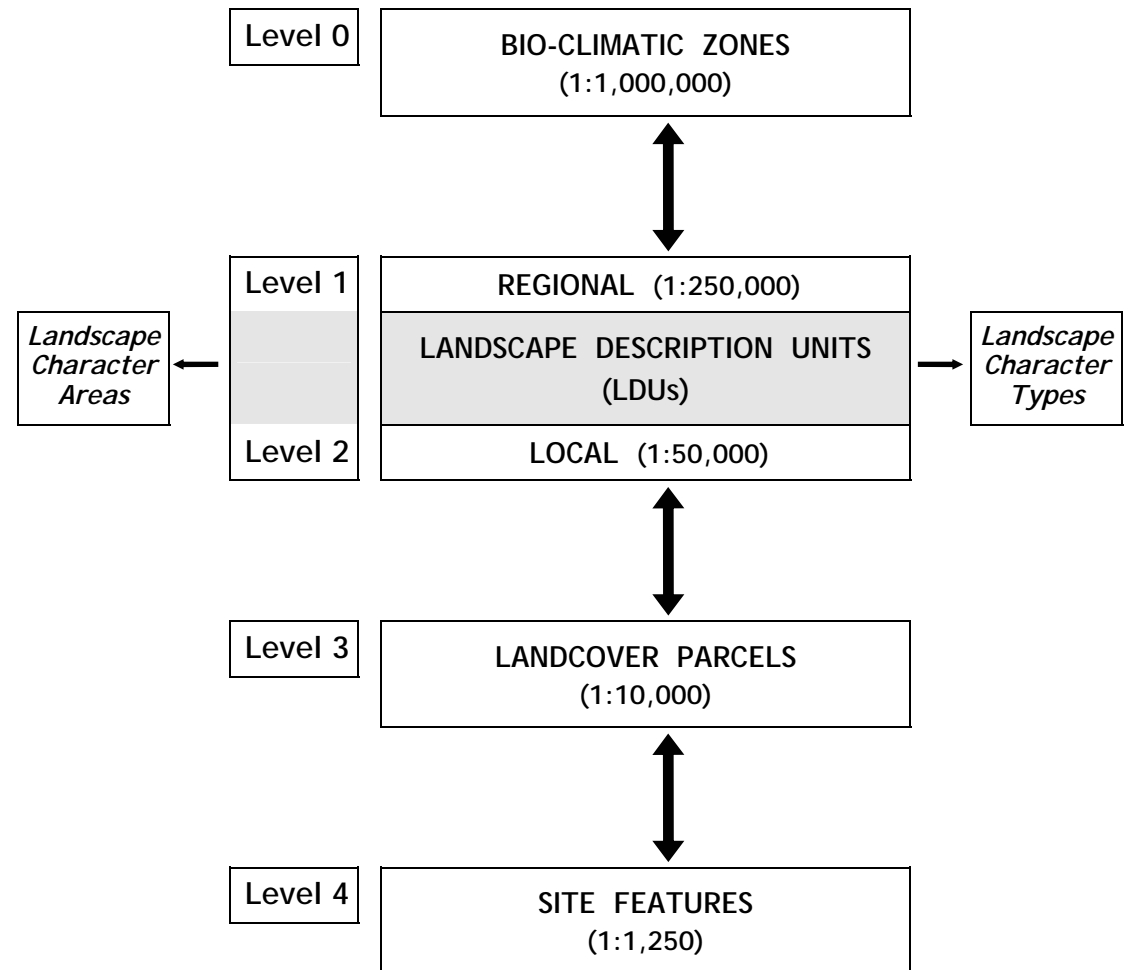 Level 0
BIO-CLIMATIC ZONES
(1:1,000,000)
Level 1
REGIONAL (1:250,000)
Landscape
Character
Areas
LANDSCAPE DESCRIPTION UNITS
(LDUs)
Landscape
Character
Types
Level 2
LOCAL (1:50,000)
Level 3
LANDCOVER PARCELS
(1:10,000)
Level 4
SITE FEATURES
(1:1,250)